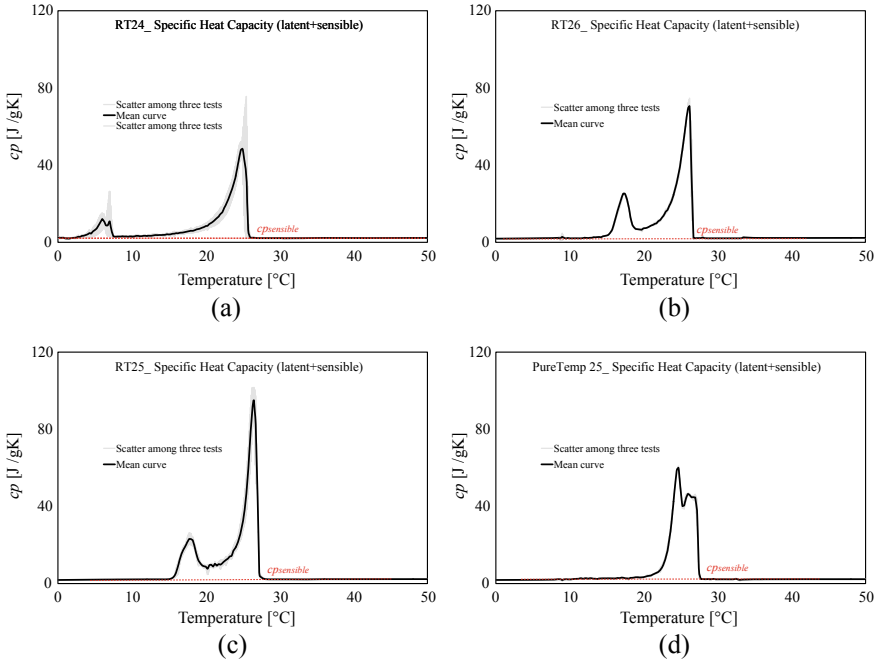 RT24_ Specific Heat Capacity (latent+sensible)
120
80
40
0
cp [J /gK]
Scatter among three tests
Mean curve
Scatter among three tests
cpsensible
0 10 20 30 40 50
Temperature [°C]
(a)
RT26_ Specific Heat Capacity (latent+sensible)
120
80
40
0
cp [J /gK]
Scatter among three tests
Mean curve
cpsensible
0 10 20 30 40 50
Temperature [°C]
(b)
RT25_ Specific Heat Capacity (latent+sensible)
120
80
40
0
cp [J /gK]
Scatter among three tests
Mean curve
cpsensible
0 10 20 30 40 50
Temperature [°C]
(c)
PureTemp 25_ Specific Heat Capacity (latent+sensible)
120
80
40
0
cp [J /gK]
Scatter among three tests
Mean curve
cpsensible
0 10 20 30 40 50
Temperature [°C]
(d)